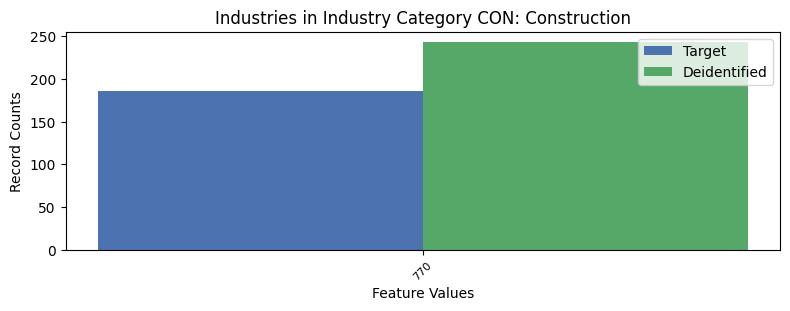 Industries in Industry Category CON: Construction
Target
Deidentified
250
200
150
100
50
0
Record Counts
770
Feature Values